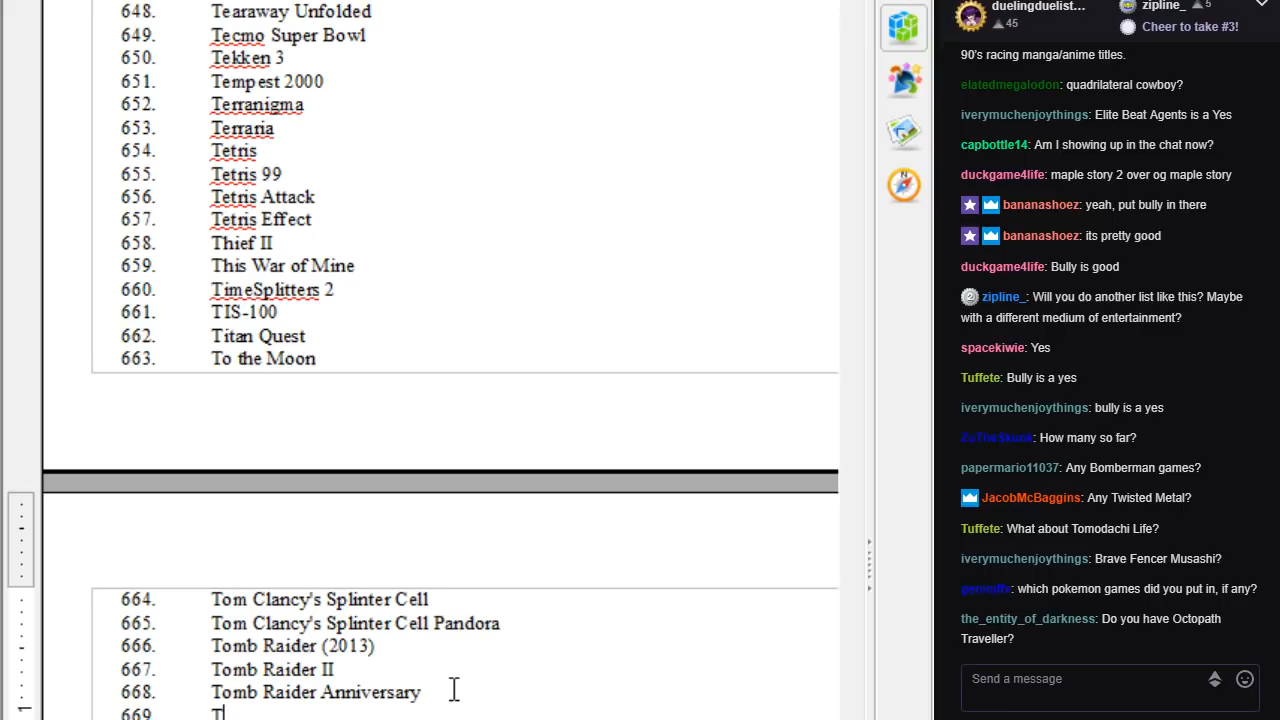 648. Tearaway Unfolded
649. Tecmo Super Bowl
650. Tekken 3
651. Tempest 2000
652. Terranigma
653. Terraria
654. Tetris
655. Tetris 99
656. Tetris Attack
657. Tetris Effect
658. Thief II
659. This War of Mine
660. TimeSplitters 2
661. TIS-100
662. Titan Quest
663. To the Moon
664. Tom Clancy's Splinter Cell
665. Tom Clancy's Splinter Cell Pandora
666. Tomb Raider (2013)
667. Tomb Raider II
668. Tomb Raider Anniversary
669. T
duelingduelist...
45
zipline_ 5
Cheer to take #3!
90's racing manga/anime titles.
elatedmegalodon: quadrilateral cowboy?
iverymuchenjoythings: Elite Beat Agents is a Yes
capbottle14: Am I showing up in the chat now?
duckgame4life: maple story 2 over og maple story
bananashoez: yeah, put bully in there
bananashoez: its pretty good
duckgame4life: Bully is good
2 zipline_: Will you do another list like this? Maybe
with a different medium of entertainment?
spacekiwie: Yes
Tuffete: Bully is a yes
iverymuchenjoythings: bully is a yes
How many so far?
papermario11037: Any Bomberman games?
JacobMcBaggins: Any Twisted Metal?
Tuffete: What about Tomodachi Life?
iverymuchenjoythings: Brave Fencer Musashi?
which pokemon games did you put in, if any?
the_entity_of_darkness: Do you have Octopath
Traveller?
Send a message